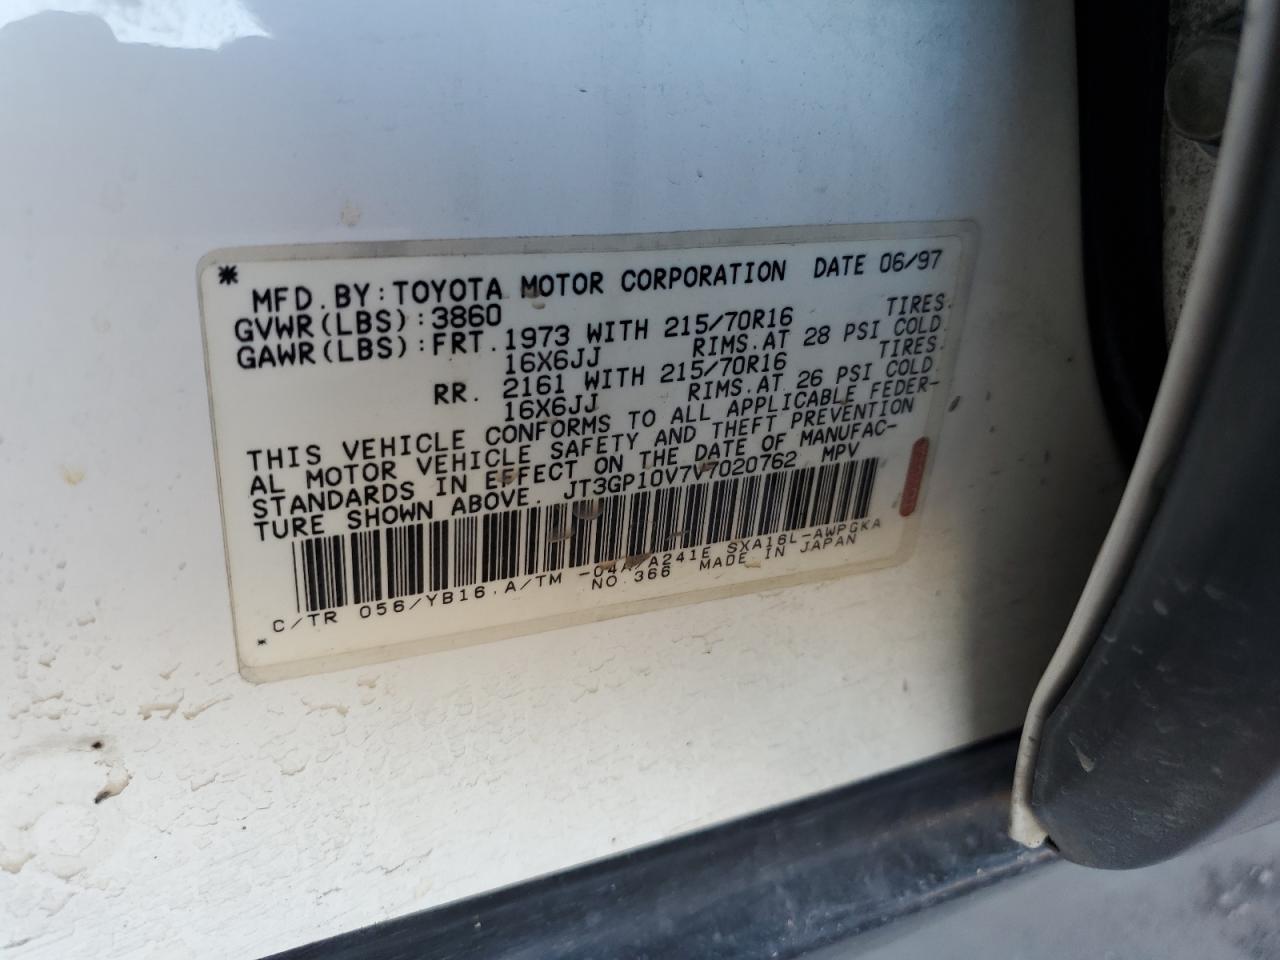 MFD.BY:TOYOTA MOTOR CORPORATION DATE 06/97
GVWR(LBS):3860
GAWR(LBS):FRT.1973 WITH 215/70R16 TIRES.
16X6JJ RIMS.AT 28 PSI COLD.
RR. 2161 WITH 215/70R16 TIRES.
16X6JJ RIMS.AT 26 PSI COLD.
THIS VEHICLE CONFORMS TO ALL APPLICABLE FEDER-
AL MOTOR VEHICLE SAFETY AND THEFT PREVENTION
STANDARDS IN EFFECT ON THE DATE OF MANUFAC-
TURE SHOWN ABOVE. JT3GP10V7V7020762 MPV
C/TR 056/YB16.A/TM -04A/A241E SXA16L-AWPGKA
NO.366 MADE IN JAPAN